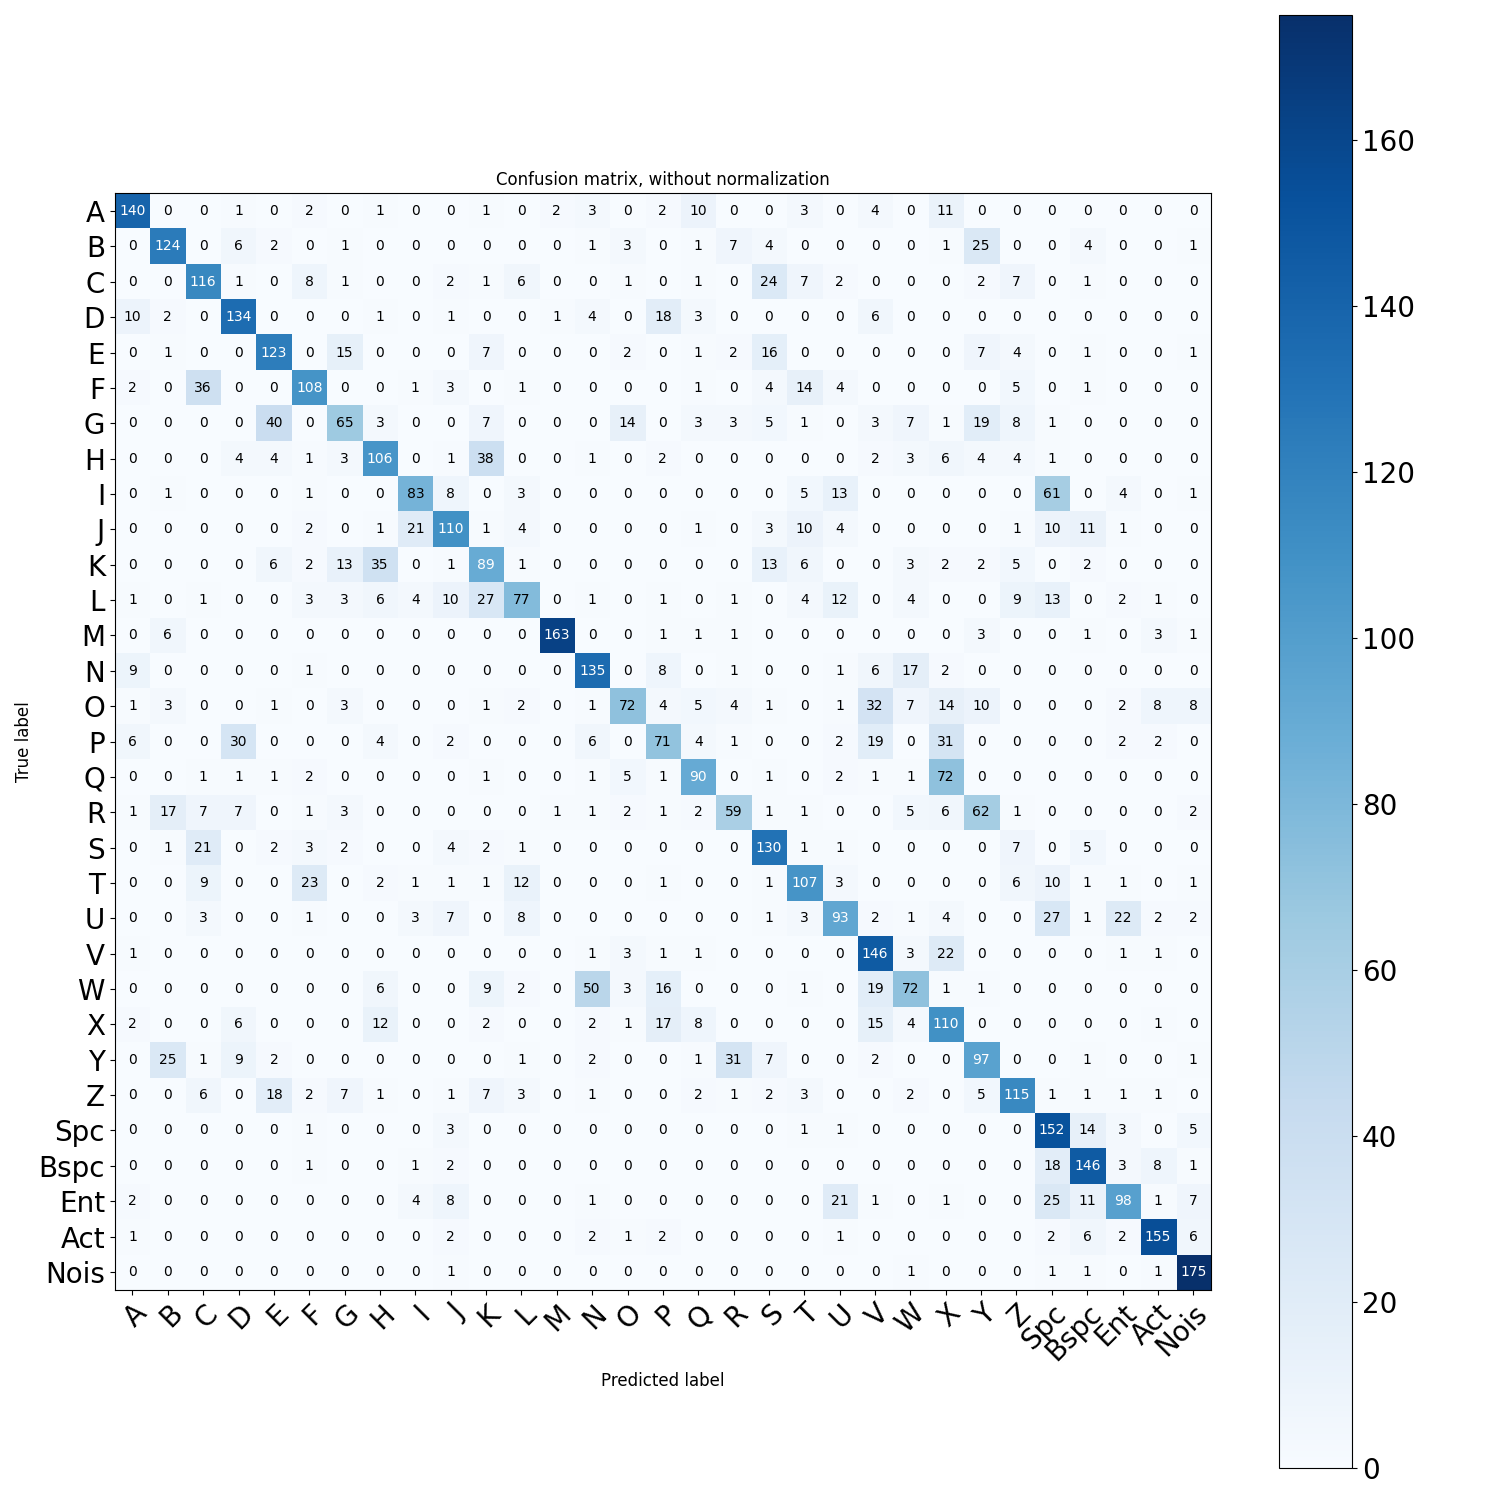 Confusion matrix, without normalization
A 140 0 0 1 0 2 0 1 0 0 1 0 2 3 0 2 10 0 0 3 0 4 0 11 0 0 0 0 0 0 0
B 0 124 0 6 2 0 1 0 0 0 0 0 0 1 3 0 1 7 4 0 0 0 0 1 25 0 0 4 0 0 1
C 0 0 116 1 0 8 1 0 0 2 1 6 0 0 1 0 1 0 24 7 2 0 0 0 2 7 0 1 0 0 0
D 10 2 0 134 0 0 0 1 0 1 0 0 1 4 0 18 3 0 0 0 0 6 0 0 0 0 0 0 0 0 0
E 0 1 0 0 123 0 15 0 0 0 7 0 0 0 2 0 1 2 16 0 0 0 0 0 7 4 0 1 0 0 1
F 2 0 36 0 0 108 0 0 1 3 0 1 0 0 0 0 1 0 4 14 4 0 0 0 0 5 0 1 0 0 0
G 0 0 0 0 40 0 65 3 0 0 7 0 0 0 14 0 3 3 5 1 0 3 7 1 19 8 1 0 0 0 0
H 0 0 0 4 4 1 3 106 0 1 38 0 0 1 0 2 0 0 0 0 0 2 3 6 4 4 1 0 0 0 0
I 0 1 0 0 0 1 0 0 83 8 0 3 0 0 0 0 0 0 0 5 13 0 0 0 0 0 61 0 4 0 1
J 0 0 0 0 0 2 0 1 21 110 1 4 0 0 0 0 1 0 3 10 4 0 0 0 0 1 10 11 1 0 0
K 0 0 0 0 6 2 13 35 0 1 89 1 0 0 0 0 0 0 13 6 0 0 3 2 2 5 0 2 0 0 0
L 1 0 1 0 0 3 3 6 4 10 27 77 0 1 0 1 0 1 0 4 12 0 4 0 0 9 13 0 2 1 0
M 0 6 0 0 0 0 0 0 0 0 0 0 163 0 0 1 1 1 0 0 0 0 0 0 3 0 0 1 0 3 1
N 9 0 0 0 0 1 0 0 0 0 0 0 0 135 0 8 0 1 0 0 1 6 17 2 0 0 0 0 0 0 0
O 1 3 0 0 1 0 3 0 0 0 1 2 0 1 72 4 5 4 1 0 1 32 7 14 10 0 0 0 2 8 8
P 6 0 0 30 0 0 0 4 0 2 0 0 0 6 0 71 4 1 0 0 2 19 0 31 0 0 0 0 2 2 0
Q 0 0 1 1 1 2 0 0 0 0 1 0 0 1 5 1 90 0 1 0 2 1 1 72 0 0 0 0 0 0 0
R 1 17 7 7 0 1 3 0 0 0 0 0 1 1 2 1 2 59 1 1 0 0 5 6 62 1 0 0 0 0 2
S 0 1 21 0 2 3 2 0 0 4 2 1 0 0 0 0 0 0 130 1 1 0 0 0 0 7 0 5 0 0 0
T 0 0 9 0 0 23 0 2 1 1 1 12 0 0 0 1 0 0 1 107 3 0 0 0 0 6 10 1 1 0 1
U 0 0 3 0 0 1 0 0 3 7 0 8 0 0 0 0 0 0 1 3 93 2 1 4 0 0 27 1 22 2 2
V 1 0 0 0 0 0 0 0 0 0 0 0 0 1 3 1 1 0 0 0 0 146 3 22 0 0 0 0 1 1 0
W 0 0 0 0 0 0 0 6 0 0 9 2 0 50 3 16 0 0 0 1 0 19 72 1 1 0 0 0 0 0 0
X 2 0 0 6 0 0 0 12 0 0 2 0 0 2 1 17 8 0 0 0 0 15 4 110 0 0 0 0 0 1 0
Y 0 25 1 9 2 0 0 0 0 0 0 1 0 2 0 0 1 31 7 0 0 2 0 0 97 0 0 1 0 0 1
Z 0 0 6 0 18 2 7 1 0 1 7 3 0 1 0 0 2 1 2 3 0 0 2 0 5 115 1 1 1 1 0
Spc 0 0 0 0 0 1 0 0 0 3 0 0 0 0 0 0 0 0 0 1 1 0 0 0 0 0 152 14 3 0 5
Bspc 0 0 0 0 0 1 0 0 1 2 0 0 0 0 0 0 0 0 0 0 0 0 0 0 0 0 18 146 3 8 1
Ent 2 0 0 0 0 0 0 0 4 8 0 0 0 1 0 0 0 0 0 0 21 1 0 1 0 0 25 11 98 1 7
Act 1 0 0 0 0 0 0 0 0 2 0 0 0 2 1 2 0 0 0 0 1 0 0 0 0 0 2 6 2 155 6
Nois 0 0 0 0 0 0 0 0 0 1 0 0 0 0 0 0 0 0 0 0 0 0 1 0 0 0 1 1 0 1 175
A B C D E F G H I J K L M N O P Q R S T U V W X Y Z Spc Bspc Ent Act Nois
Predicted label
True label
160
140
120
100
80
60
40
20
0